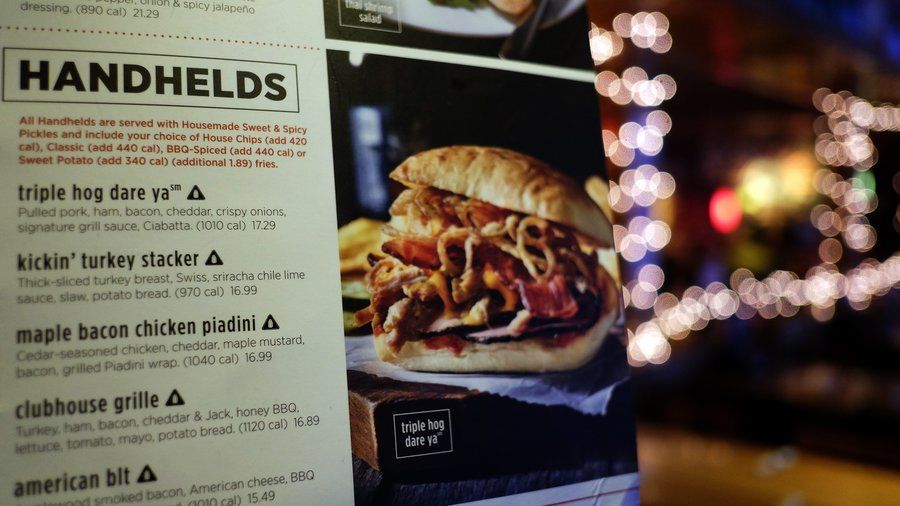 pepper, onion & spicy jalapeño
dressing. (890 cal) 21.29
thai shrimp
salad
HANDHELDS
All Handhelds are served with Housemade Sweet & Spicy
Pickles and include your choice of House Chips (add 420
cal), Classic (add 440 cal), BBQ-Spiced (add 440 cal) or
Sweet Potato (add 340 cal) (additional 1.89) fries.
triple hog dare ya℠
Pulled pork, ham, bacon, cheddar, crispy onions,
signature grill sauce, Ciabatta. (1010 cal) 17.29
kickin' turkey stacker
Thick-sliced turkey breast, Swiss, sriracha chile lime
sauce, slaw, potato bread. (970 cal) 16.99
maple bacon chicken piadini
Cedar-seasoned chicken, cheddar, maple mustard,
bacon, grilled Piadini wrap. (1040 cal) 16.99
clubhouse grille
Turkey, ham, bacon, cheddar & Jack, honey BBQ,
lettuce, tomato, mayo, potato bread. (1120 cal) 16.89
american blt
smoked bacon, American cheese, BBQ
(1010 cal) 15.49
triple hog
dare ya℠